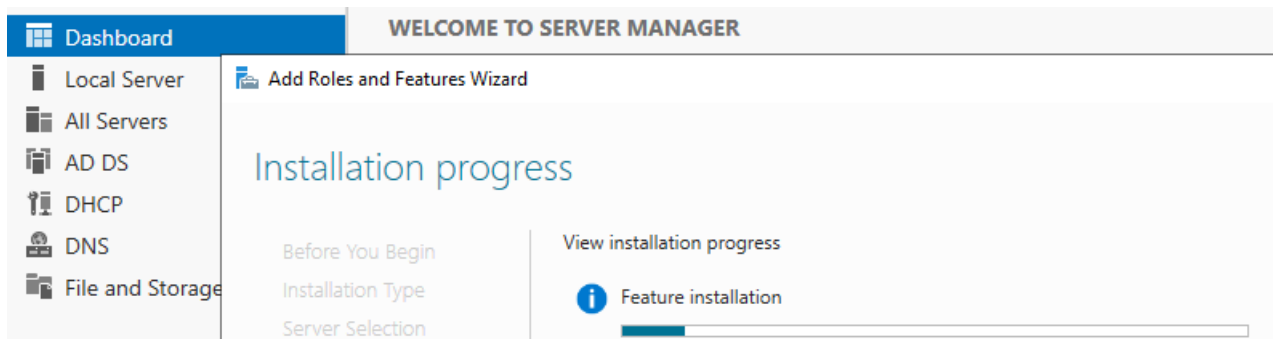 Dashboard
Local Server
All Servers
AD DS
DHCP
DNS
File and Storage
WELCOME TO SERVER MANAGER
Add Roles and Features Wizard
Installation progress
Before You Begin
Installation Type
Server Selection
View installation progress
Feature installation